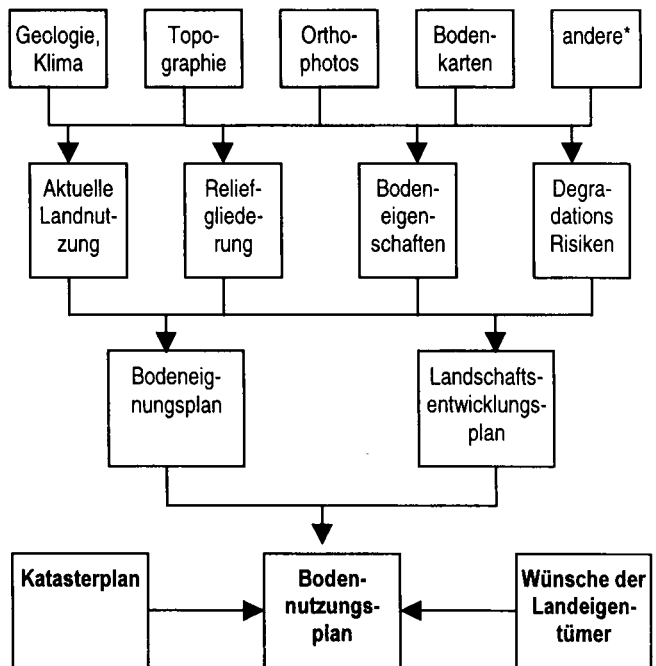 Geologie,
Klima
Topo-
graphie
Ortho-
photos
Boden-
karten
andere*
Aktuelle
Landnut-
zung
Relief-
gliede-
rung
Boden-
eigen-
schaften
Degra-
dations
Risiken
Bodeneig-
nungsplan
Landschafts-
entwicklungs-
plan
Katasterplan
Boden-
nutzungs-
plan
Wünsche der
Landeigen-
tümer